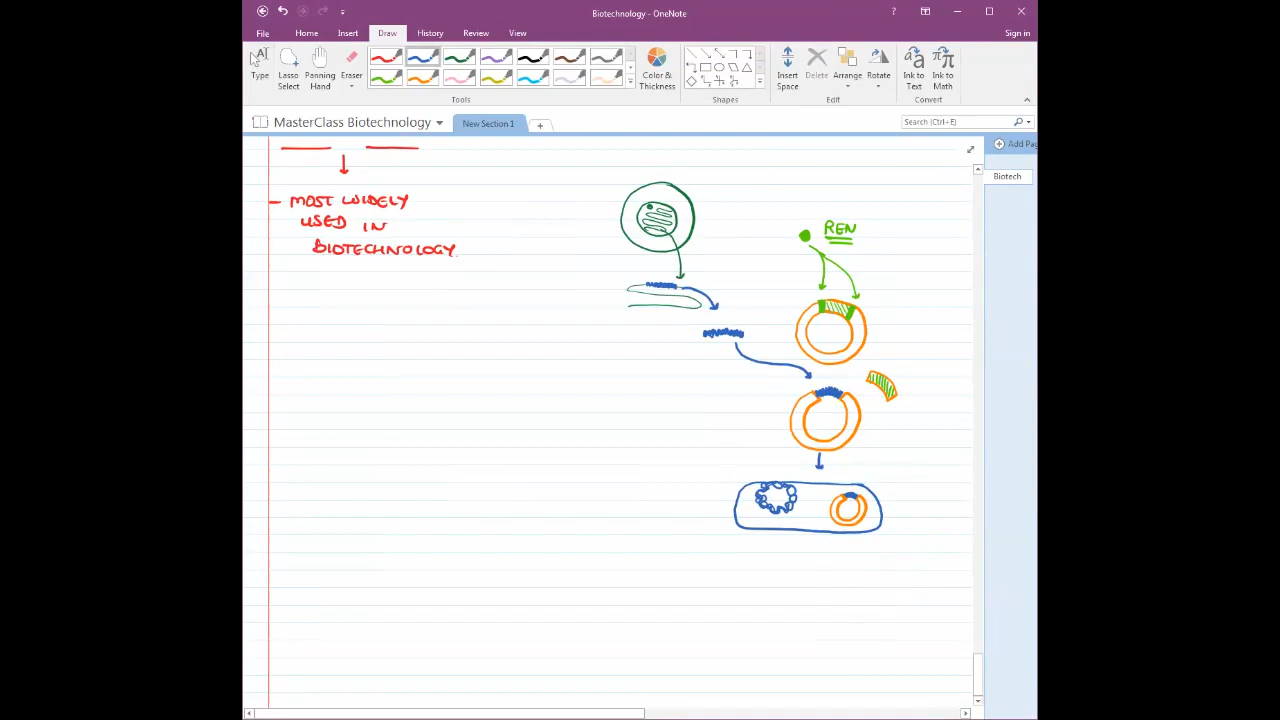 Biotechnology - OneNote
?
Sign in
File
Home
Insert
Draw
History
Review
View
Type
Lasso
Select
Panning
Hand
Eraser
Color &
Thickness
Insert
Space
Delete
Arrange
Rotate
Ink to
Text
Ink to
Math
Tools
Shapes
Edit
Convert
MasterClass Biotechnology
New Section 1
Search (Ctrl+E)
Add Pag
Biotech
- MOST WIDELY
USED IN
BIOTECHNOLOGY.
REN